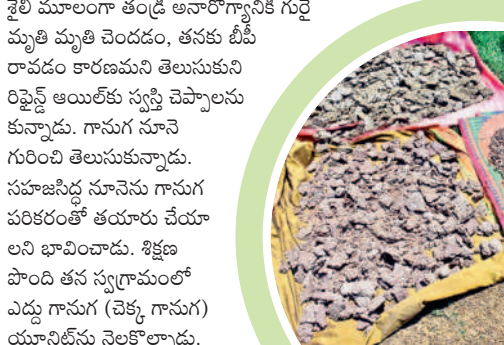 శైలి మూలంగా తండ్రి అనారోగ్యానికి గురై
మృతి మృతి చెందడం, తనకు బీపీ
రావడం కారణమని తెలుసుకుని
రిఫైన్డ్ ఆయిల్‌కు స్వస్తి చెప్పాలను
కున్నాడు. గానుగ నూనె
గురించి తెలుసుకున్నాడు.
సహజసిద్ధ నూనెను గానుగ
పరికరంతో తయారు చేయా
లని భావించాడు. శిక్షణ
పొంది తన స్వగ్రామంలో
ఎద్దు గానుగ (చెక్క గానుగ)
యూనిట్‌ను నెలకొల్పాడు.